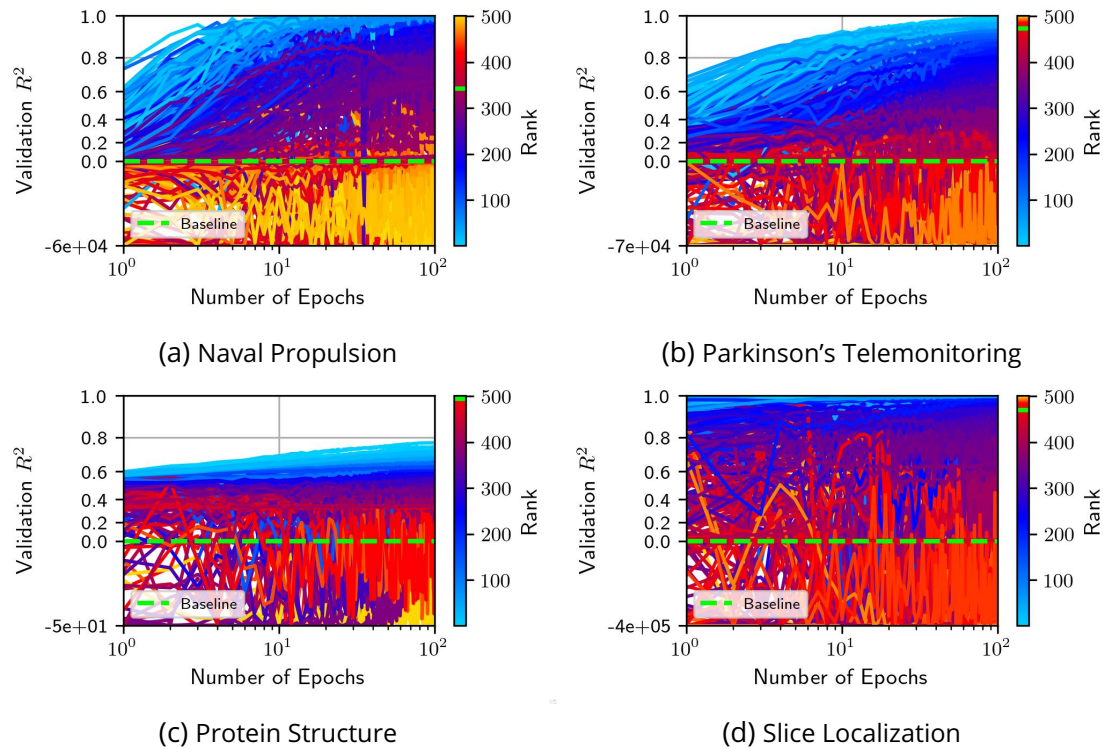 1.0
0.8
0.6
0.4
0.2
0.0
-6e+04
Validation R²
10⁰ 10¹ 10²
Number of Epochs
Baseline
500
400
300
200
100
Rank
(a) Naval Propulsion
1.0
0.8
0.6
0.4
0.2
0.0
-7e+04
Validation R²
10⁰ 10¹ 10²
Number of Epochs
Baseline
500
400
300
200
100
Rank
(b) Parkinson’s Telemonitoring
1.0
0.8
0.6
0.4
0.2
0.0
-5e+01
Validation R²
10⁰ 10¹ 10²
Number of Epochs
Baseline
500
400
300
200
100
Rank
(c) Protein Structure
1.0
0.8
0.6
0.4
0.2
0.0
-4e+05
Validation R²
10⁰ 10¹ 10²
Number of Epochs
Baseline
500
400
300
200
100
Rank
(d) Slice Localization